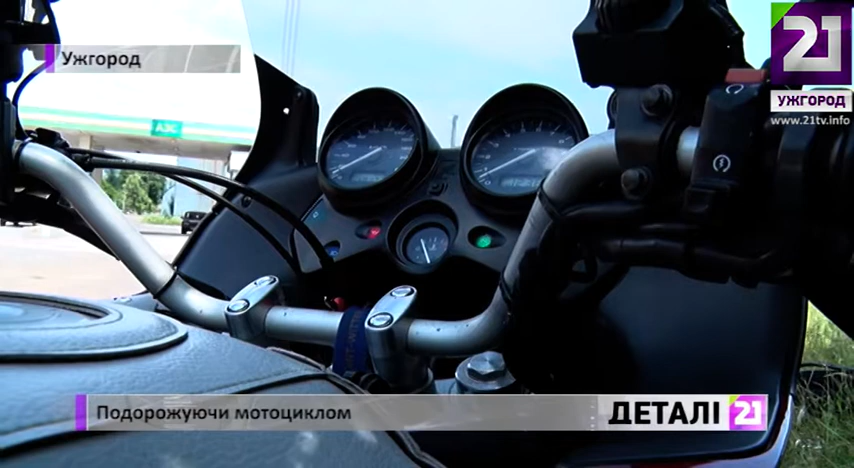 Ужгород
21
УЖГОРОД
www.21tv.info
АЗС
Подорожуючи мотоциклом
ДЕТАЛІ 21